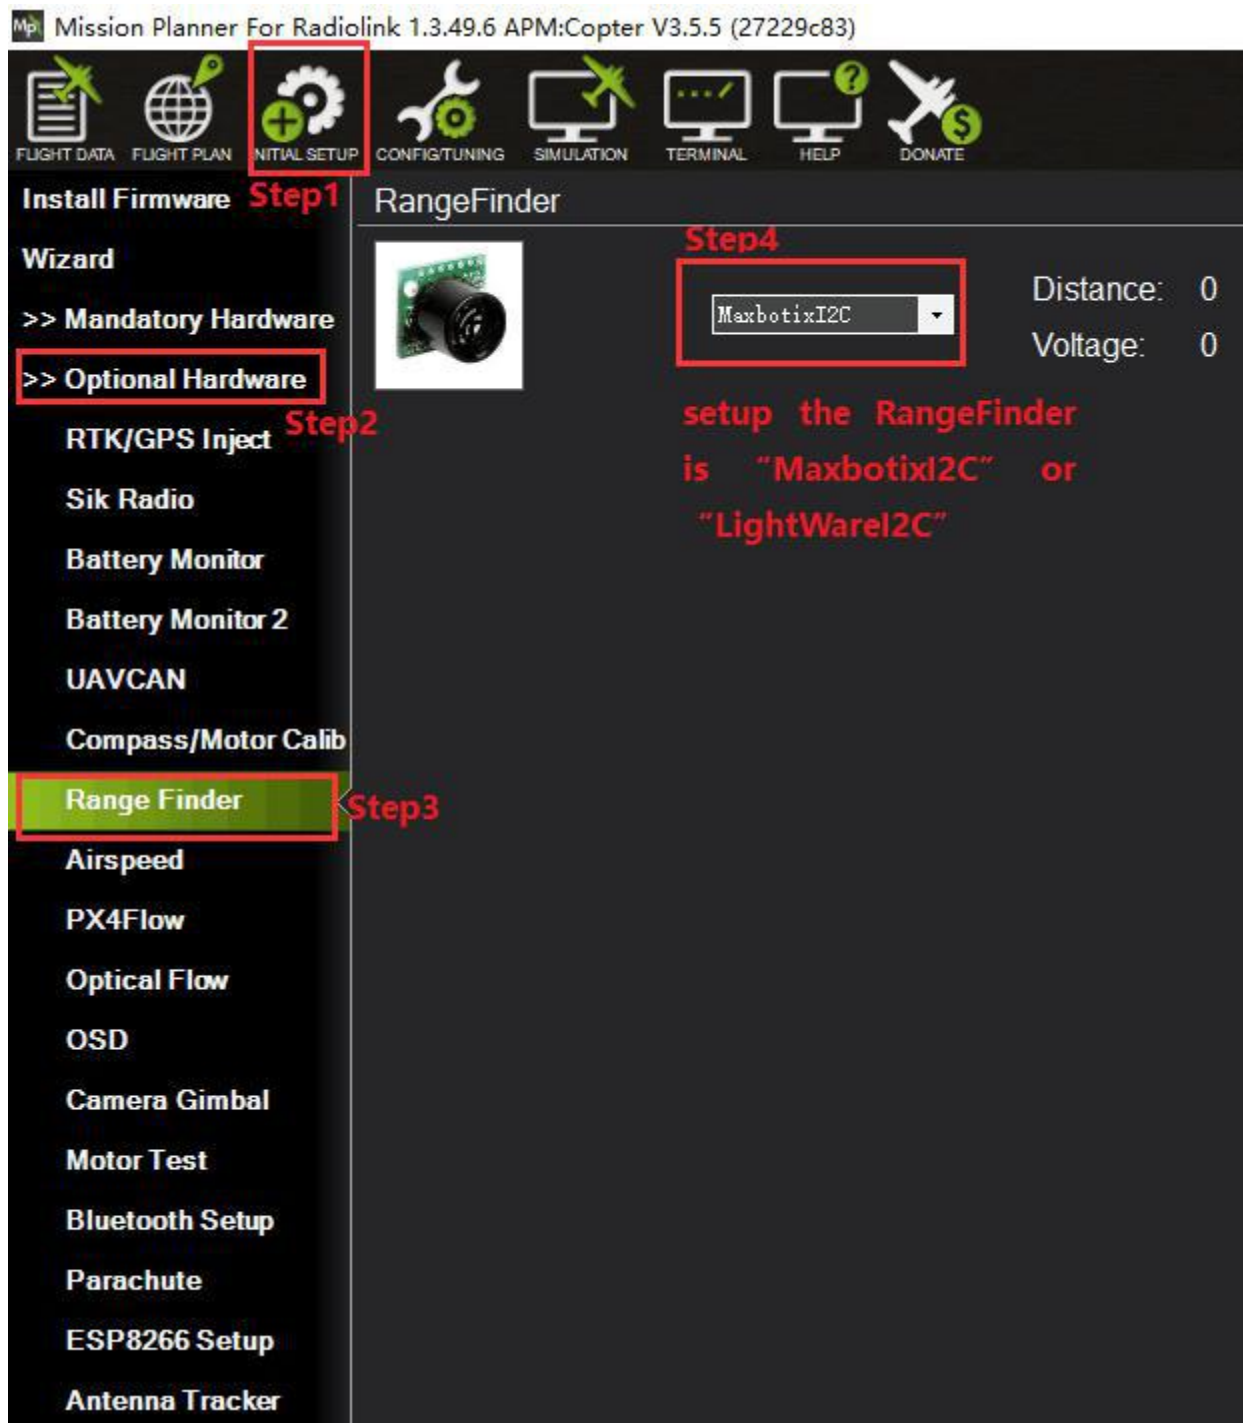 Mission Planner For Radiolink 1.3.49.6 APM:Copter V3.5.5 (27229c83)
FLIGHT DATA FLIGHT PLAN INITIAL SETUP CONFIG/TUNING SIMULATION TERMINAL HELP DONATE
Install Firmware Step1 RangeFinder
Step4
Wizard
Distance: 0
MaxbotixI2C
>> Mandatory Hardware
Voltage: 0
>> Optional Hardware
Step2
setup the RangeFinder
is "MaxbotixI2C" or
"LightWareI2C"
RTK/GPS Inject
Sik Radio
Battery Monitor
Battery Monitor 2
UAVCAN
Compass/Motor Calib
Range Finder Step3
Airspeed
PX4Flow
Optical Flow
OSD
Camera Gimbal
Motor Test
Bluetooth Setup
Parachute
ESP8266 Setup
Antenna Tracker